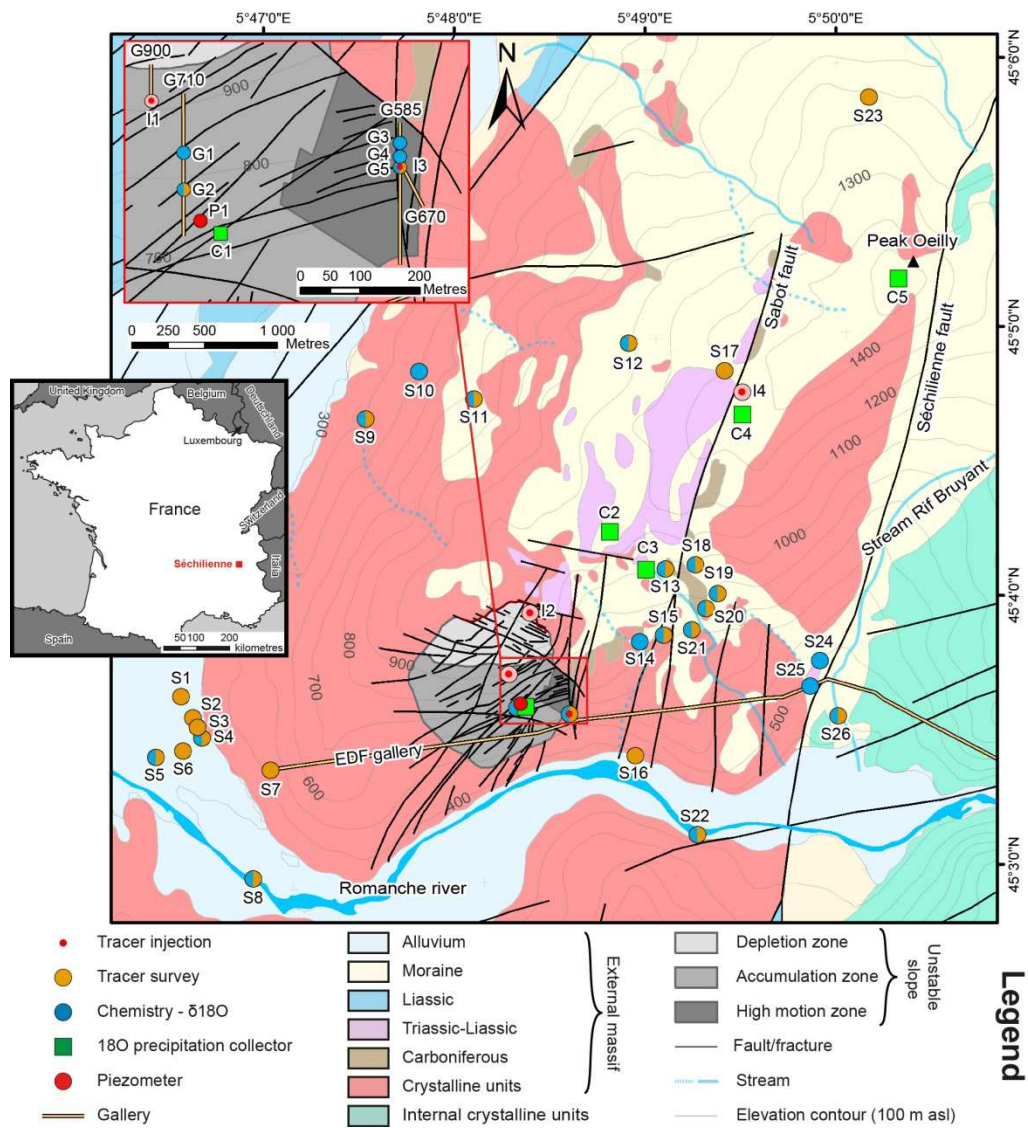 5°47'0"E
5°48'0"E
5°49'0"E
5°50'0"E
45°6'0"N
45°5'0"N
45°4'0"N
45°3'0"N
G900
G710
900
G585
I1
G3
G1
G4
G5
I3
800
G2
P1
G670
C1
700
0 50 100 200
Metres
N
S23
1300
Peak Oeilly
C5
Sabot fault
Séchilienne fault
0 250 500 1 000
Metres
S12
S17
S10
I4
1400
1200
C4
S11
S9
300
1100
United Kingdom
Belgium
Deutschland
Luxembourg
France
Switzerland
Italia
Séchilienne
Spain
50 100 200
kilometres
Stream Rif Bruyant
C2
1000
C3
S18
S13
S19
I2
S15
S20
800
S14
S21
S24
900
S25
700
S1
S2
S3
S4
500
S26
S5
S6
EDF gallery
S7
S16
600
400
S22
S8
Romanche river
Tracer injection
Tracer survey
Chemistry - δ18O
18O precipitation collector
Piezometer
Gallery
Alluvium
Moraine
Liassic
Triassic-Liassic
Carboniferous
Crystalline units
Internal crystalline units
External massif
Depletion zone
Accumulation zone
High motion zone
Unstable
slope
Fault/fracture
Stream
Elevation contour (100 m asl)
Legend